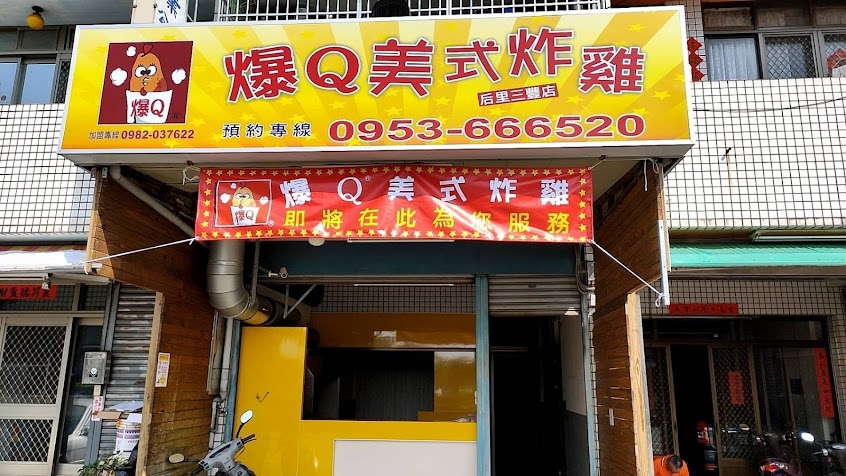 爆Q美式炸雞
后里三豐店
爆Q
R
加盟專線 0982-037622
預約專線 0953-666520
爆Q®美式炸雞
爆Q
即將在此為您服務